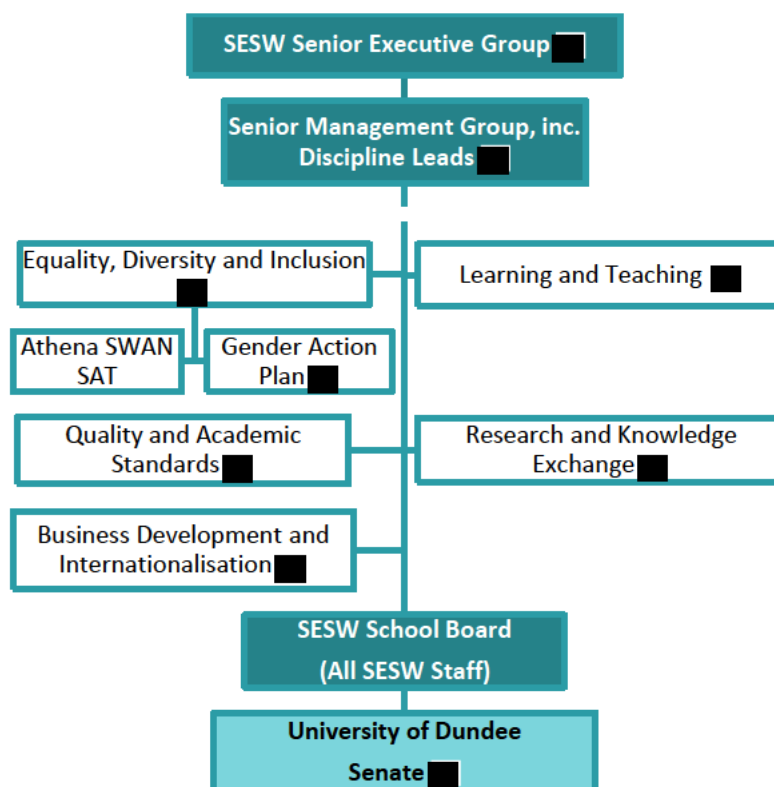 SESW Senior Executive Group
Senior Management Group, inc.
Discipline Leads
Equality, Diversity and Inclusion
Learning and Teaching
Athena SWAN
SAT
Gender Action
Plan
Quality and Academic
Standards
Research and Knowledge
Exchange
Business Development and
Internationalisation
SESW School Board
(All SESW Staff)
University of Dundee
Senate